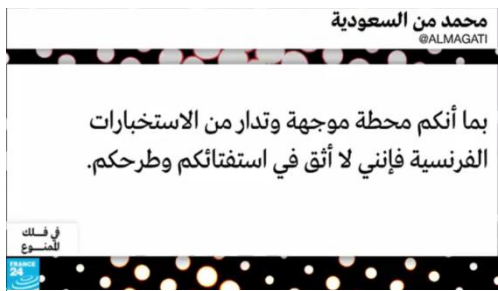 محمد من السعودية
@ALMAGATI
بما أنكم محطة موجهة وتدار من الاستخبارات
الفرنسية فإنني لا أثق في استفتائكم وطرحكم.
في فلك
الممنوع
FRANCE
24